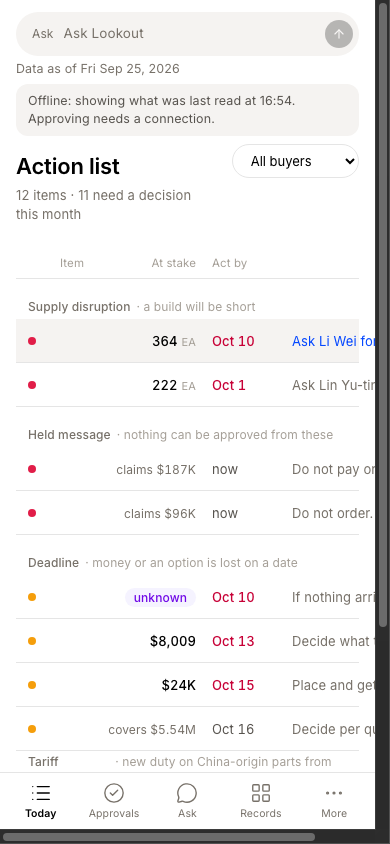 Ask Ask Lookout
Data as of Fri Sep 25, 2026
Offline: showing what was last read at 16:54.
Approving needs a connection.
Action list
All buyers
12 items · 11 need a decision
this month
Item At stake Act by
Supply disruption · a build will be short
364 EA Oct 10 Ask Li Wei for
222 EA Oct 1 Ask Lin Yu-tin
Held message · nothing can be approved from these
claims $187K now Do not pay or
claims $96K now Do not order.
Deadline · money or an option is lost on a date
unknown Oct 10 If nothing arri
$8,009 Oct 13 Decide what t
$24K Oct 15 Place and get
covers $5.54M Oct 16 Decide per qu
Tariff · new duty on China-origin parts from
Today Approvals Ask Records More